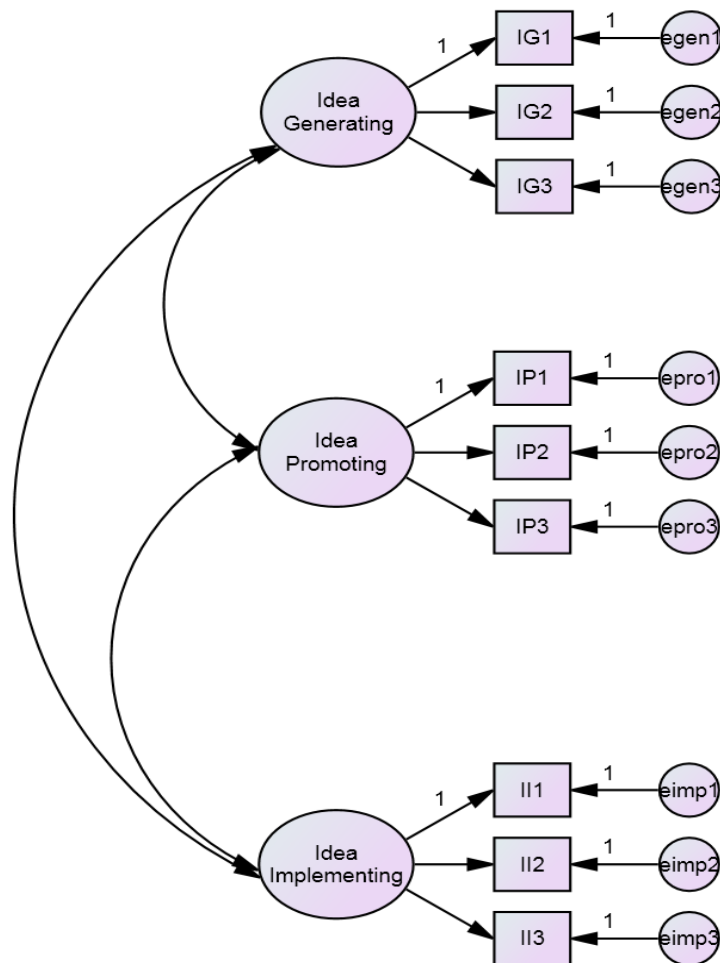 1 IG1 1 egen1
Idea
Generating
IG2 1 egen2
IG3 1 egen3
1 IP1 1 epro1
Idea
Promoting
IP2 1 epro2
IP3 1 epro3
1 II1 1 eimp1
Idea
Implementing
II2 1 eimp2
II3 1 eimp3